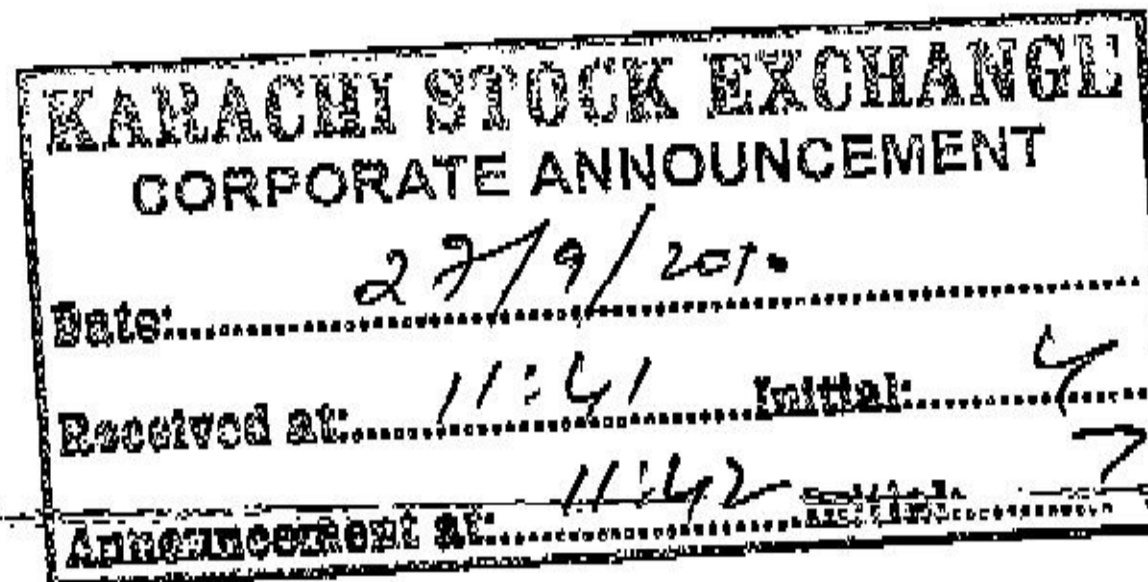 KARACHI STOCK EXCHANGE
CORPORATE ANNOUNCEMENT
Date: 27/9/2010
Received at: 11:41 Initial:
Announcement at: 11:42